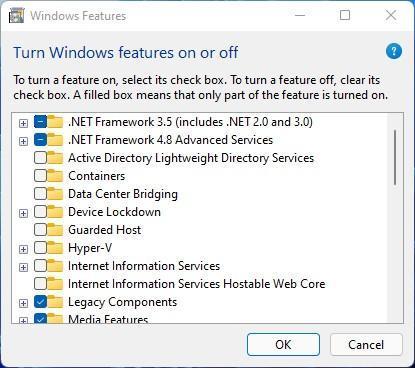 Windows Features
Turn Windows features on or off
?
To turn a feature on, select its check box. To turn a feature off, clear its
check box. A filled box means that only part of the feature is turned on.
.NET Framework 3.5 (includes .NET 2.0 and 3.0)
.NET Framework 4.8 Advanced Services
Active Directory Lightweight Directory Services
Containers
Data Center Bridging
Device Lockdown
Guarded Host
Hyper-V
Internet Information Services
Internet Information Services Hostable Web Core
Legacy Components
Media Features
OK Cancel